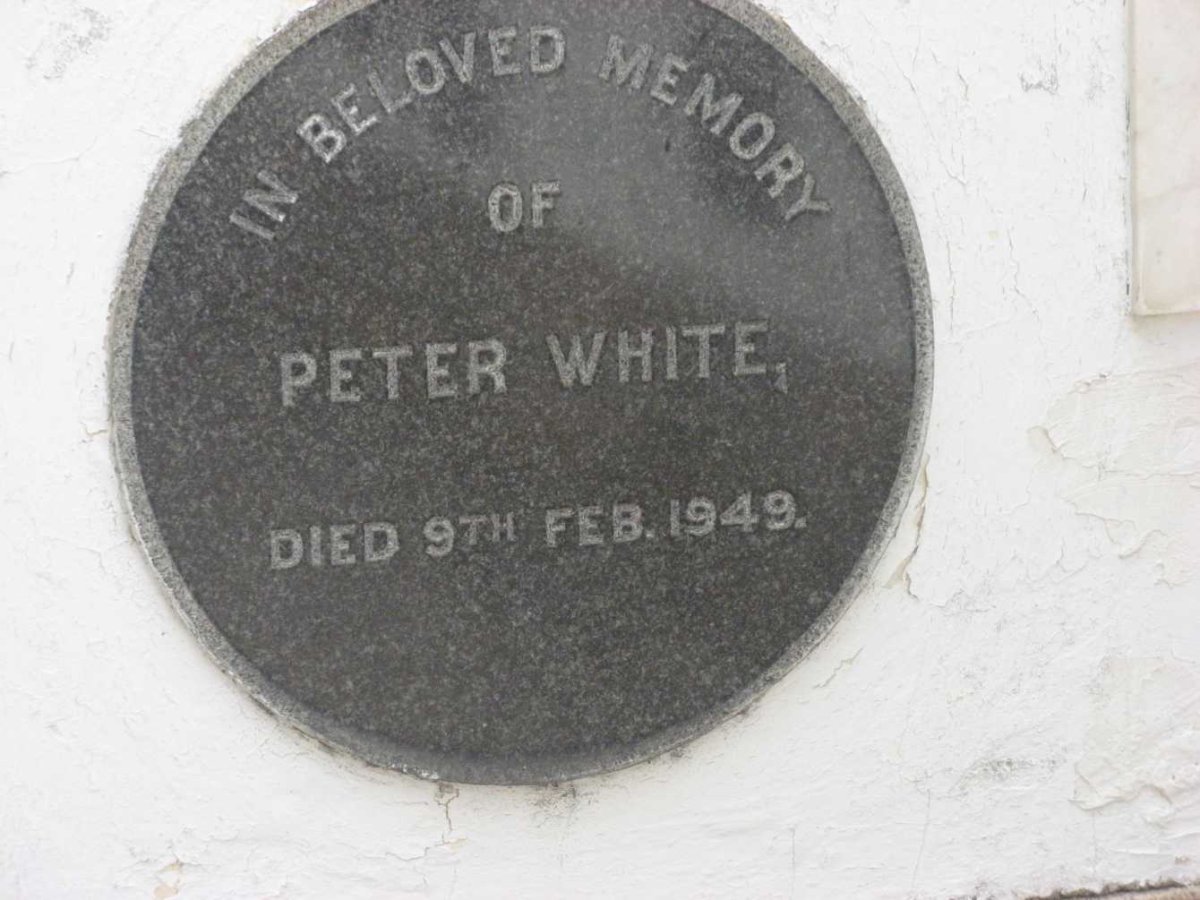 IN BELOVED MEMORY
OF
PETER WHITE,
DIED 9TH FEB. 1949.